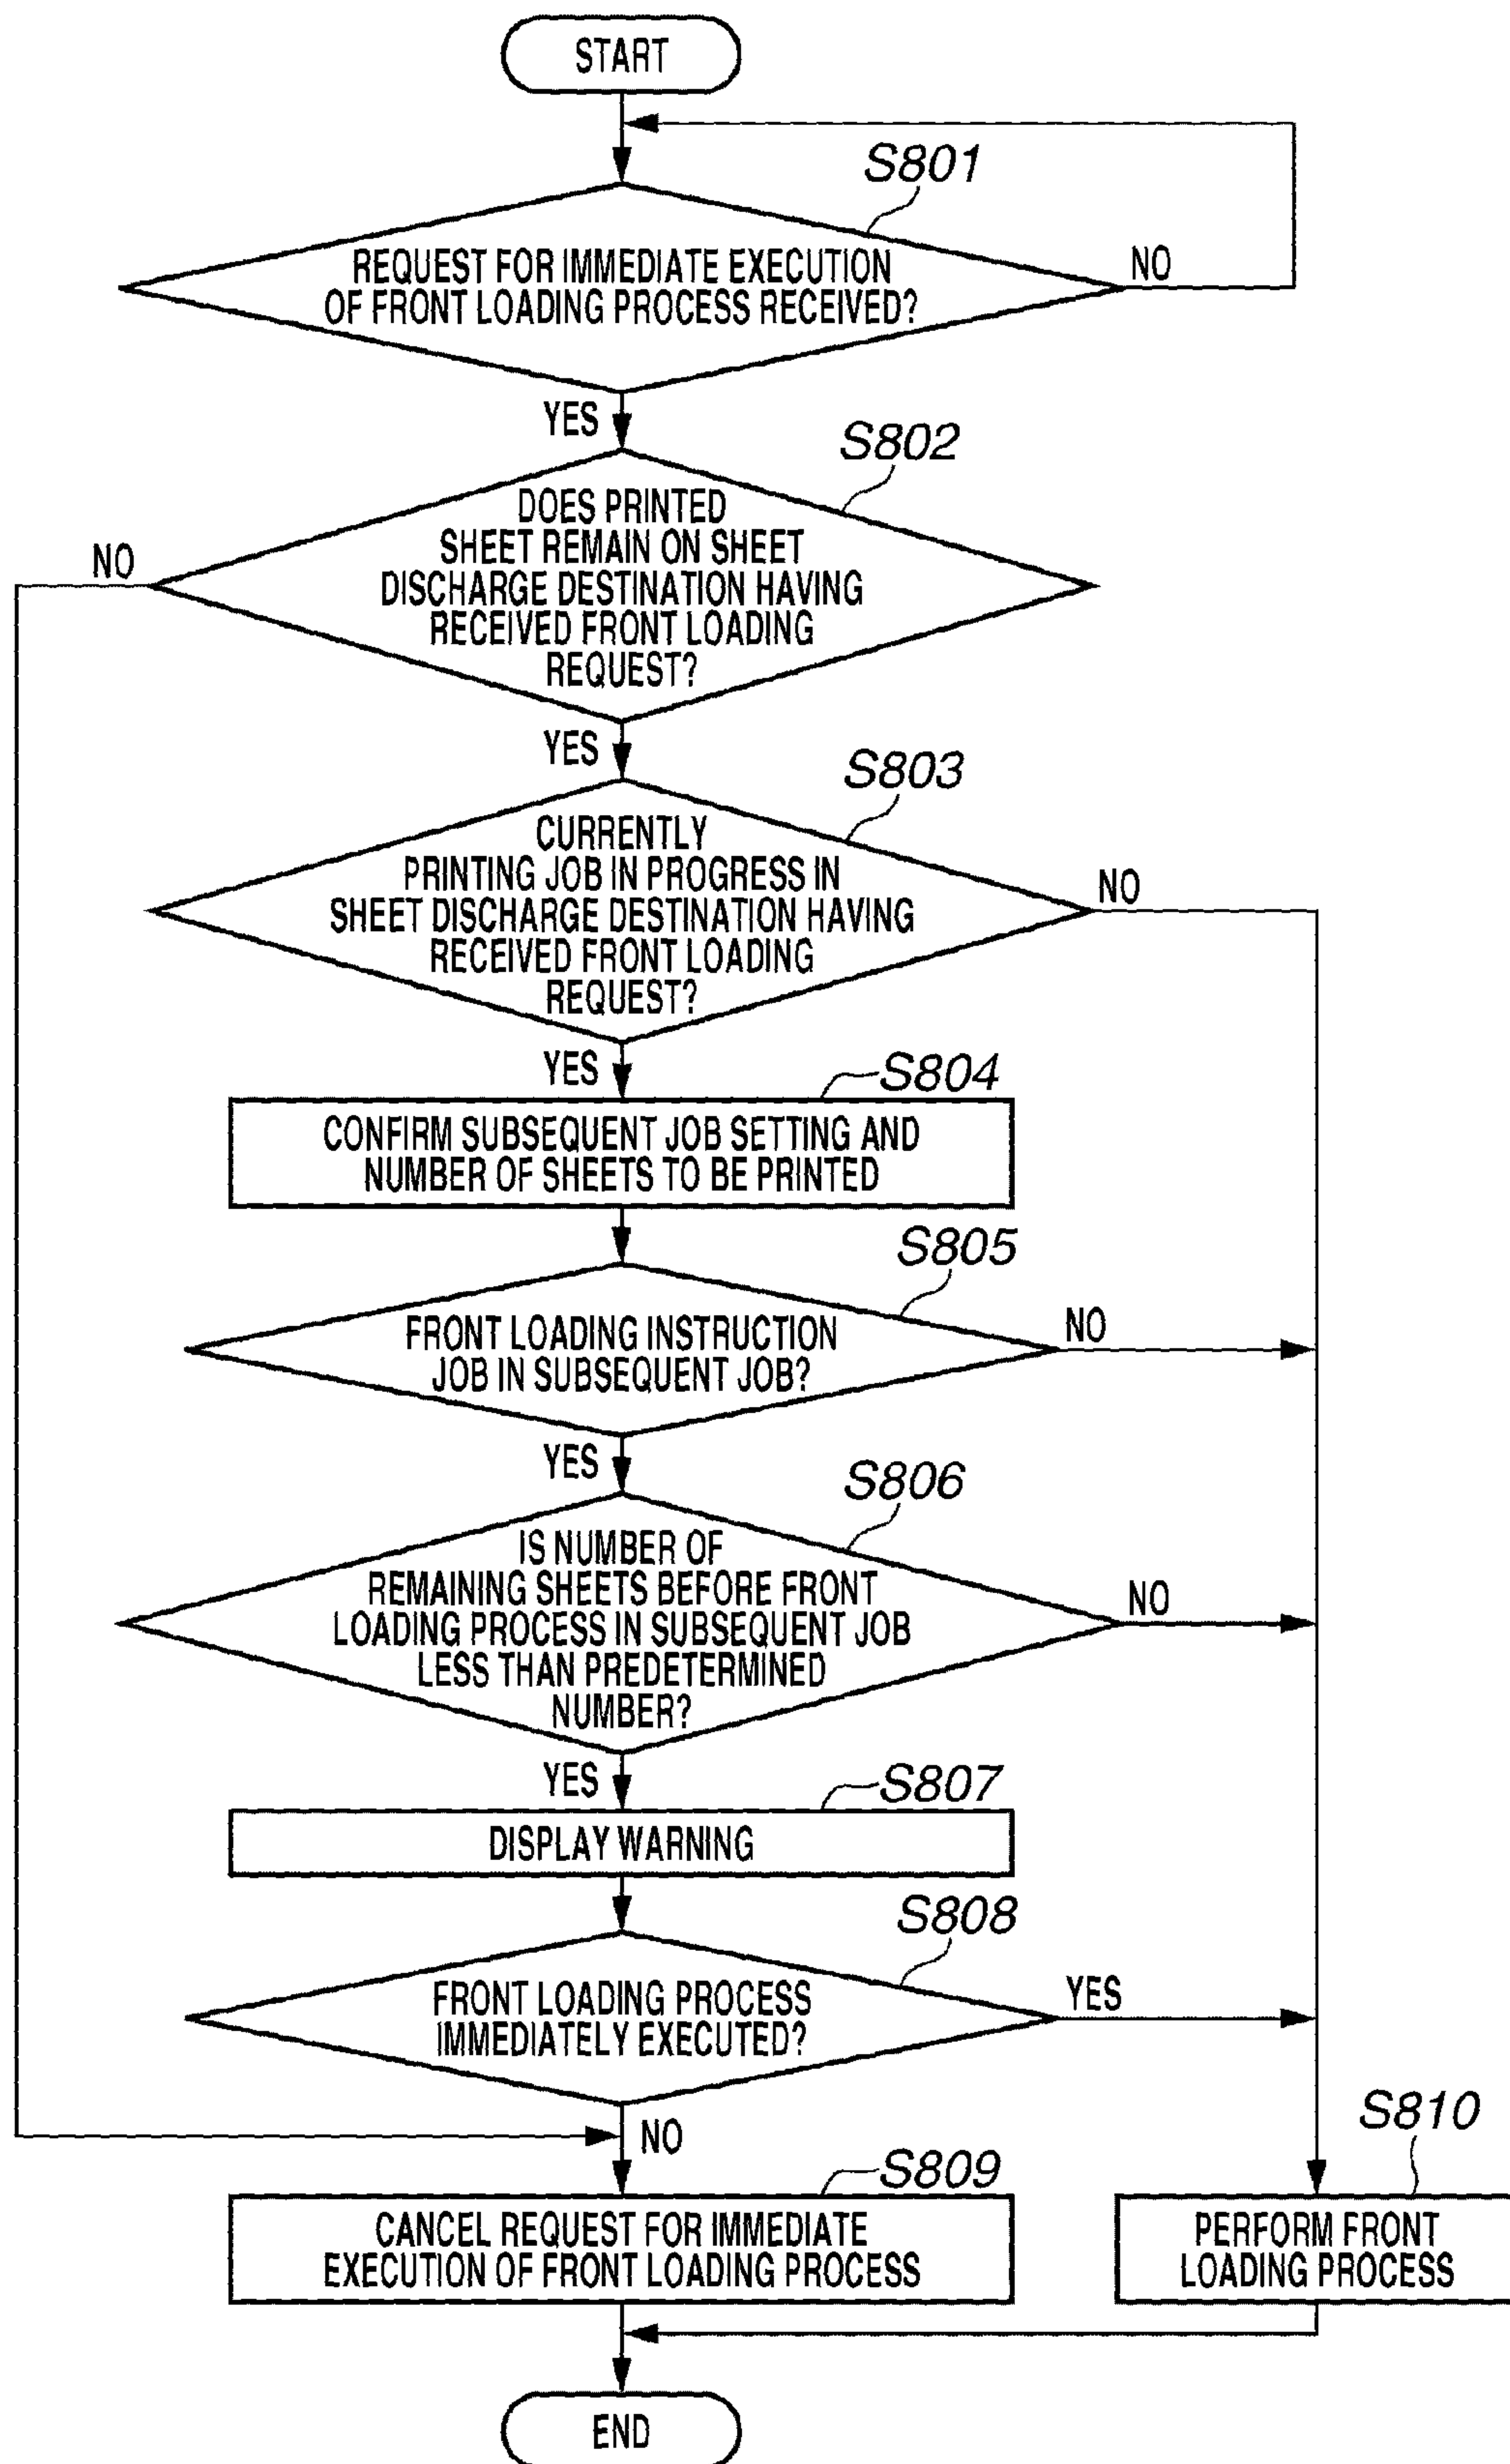 START
S801
REQUEST FOR IMMEDIATE EXECUTION
OF FRONT LOADING PROCESS RECEIVED?
NO
YES
S802
DOES PRINTED
SHEET REMAIN ON SHEET
DISCHARGE DESTINATION HAVING
RECEIVED FRONT LOADING
REQUEST?
NO
YES
S803
CURRENTLY
PRINTING JOB IN PROGRESS IN
SHEET DISCHARGE DESTINATION HAVING
RECEIVED FRONT LOADING
REQUEST?
NO
YES
S804
CONFIRM SUBSEQUENT JOB SETTING AND
NUMBER OF SHEETS TO BE PRINTED
S805
FRONT LOADING INSTRUCTION
JOB IN SUBSEQUENT JOB?
NO
YES
S806
IS NUMBER OF
REMAINING SHEETS BEFORE FRONT
LOADING PROCESS IN SUBSEQUENT JOB
LESS THAN PREDETERMINED
NUMBER?
NO
YES
S807
DISPLAY WARNING
S808
FRONT LOADING PROCESS
IMMEDIATELY EXECUTED?
YES
NO
S809
CANCEL REQUEST FOR IMMEDIATE
EXECUTION OF FRONT LOADING PROCESS
S810
PERFORM FRONT
LOADING PROCESS
END